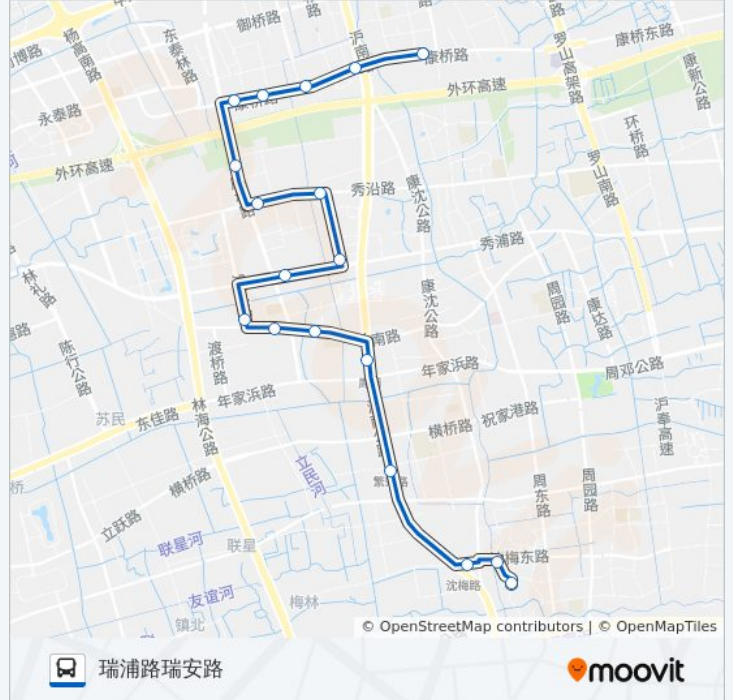 御桥路
路
沪南
路
康桥路
杨高南路
东泰林路
罗山高架路
康桥东路
博路
外环高速
康新公路
永泰路
环桥路
外环高速
河
罗山南路
秀沿路
康沈公路
秀浦路
林礼路
康沈公路
周园路
康达路
路
陈行公路
渡桥路
南路
年家浜路
周邓公路
年家浜路
林海公路
苏民
东佳路
祝家港路
横桥路
沪奉高速
横桥路
立民河
周东路
周园路
桥
立跃路
联星河
联星
梅东路
沈梅路
友谊河
梅林
镇北
© OpenStreetMap contributors | © OpenMapTiles
瑞浦路瑞安路
moovit